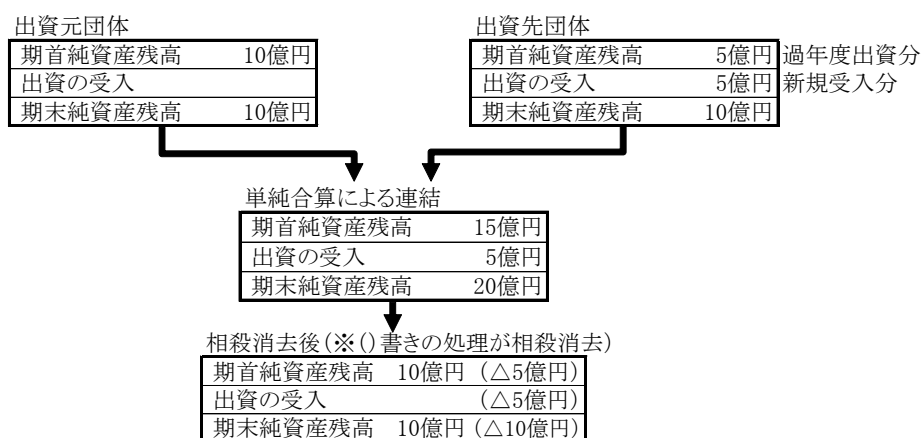 出資元団体
期首純資産残高 10億円
出資の受入
期末純資産残高 10億円
出資先団体
期首純資産残高 5億円 過年度出資分
出資の受入 5億円 新規受入分
期末純資産残高 10億円
単純合算による連結
期首純資産残高 15億円
出資の受入 5億円
期末純資産残高 20億円
相殺消去後(※()書きの処理が相殺消去)
期首純資産残高 10億円 (△5億円)
出資の受入 (△5億円)
期末純資産残高 10億円 (△10億円)